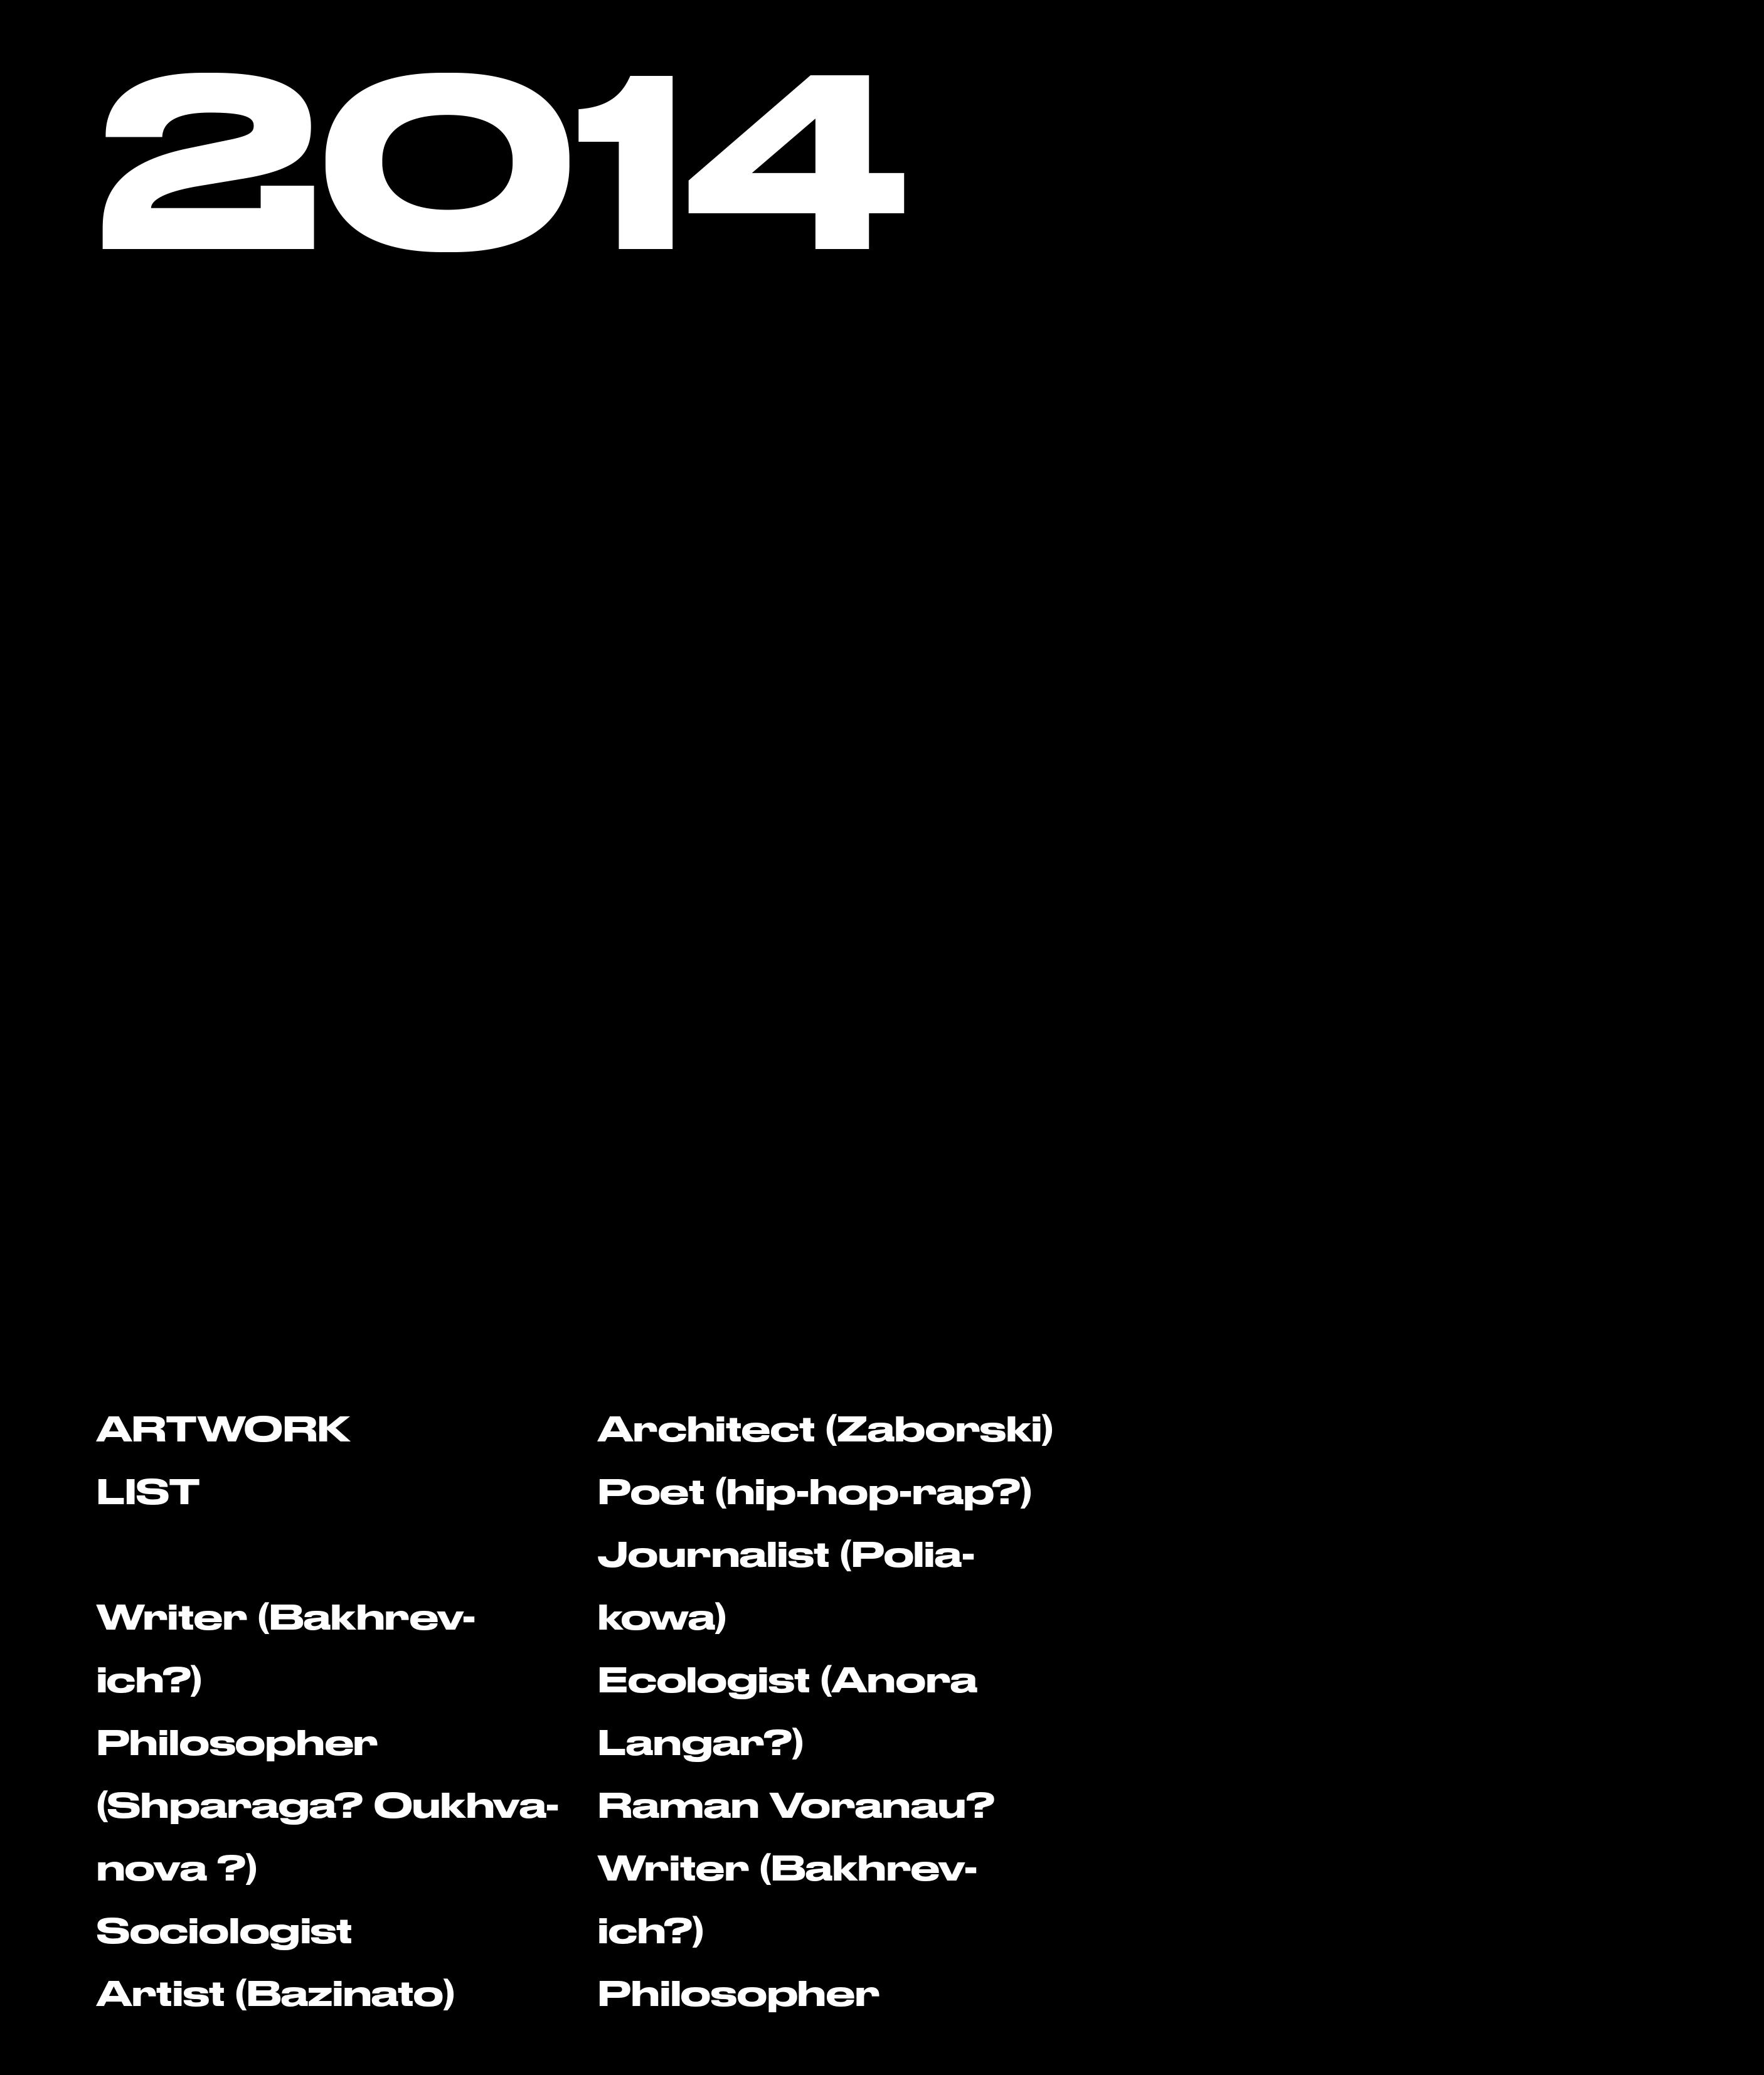 2014
ARTWORK
LIST
Writer (Bakhrev-
ich?)
Philosopher
(Shparaga? Oukhva-
nova ?)
Sociologist
Artist (Bazinato)
Architect (Zaborski)
Poet (hip-hop-rap?)
Journalist (Polia-
kowa)
Ecologist (Anora
Langar?)
Raman Voranau?
Writer (Bakhrev-
ich?)
Philosopher